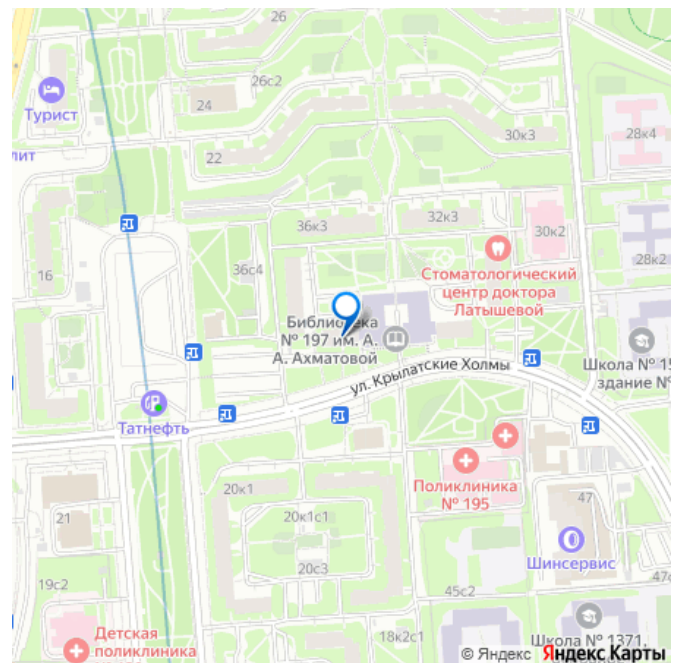 26
26с2
Турист
24
лит
22
30к3
28к4
36к3
32к3
30к2
16
36с4
28к2
Стоматологический
центр доктора
Латышевой
Библиотека
№ 197 им. А.
А. Ахматовой
Школа № 15
здание №
ул. Крылатские Холмы
Татнефть
Поликлиника
№ 195
20к1
47
21
20к1с1
Шинсервис
20с3
19с2
45с2
47с
Детская
поликлиника
18к2с1
Школа № 1371,
© Яндекс Яндекс Карты